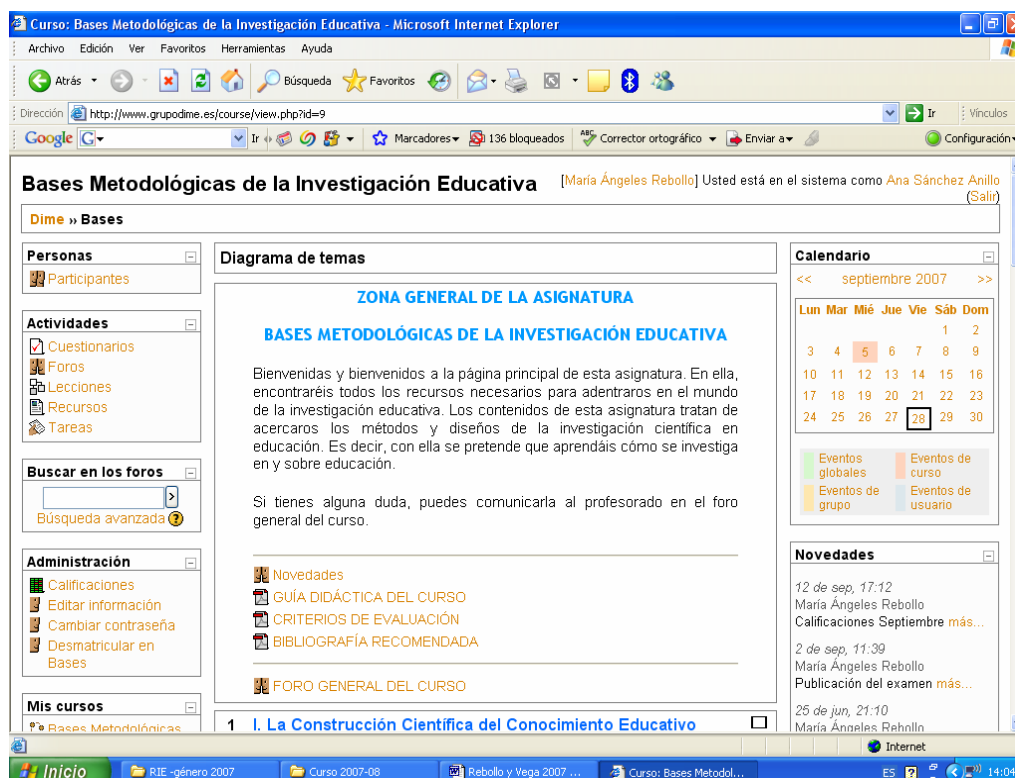 Curso: Bases Metodológicas de la Investigación Educativa - Microsoft Internet Explorer
Archivo Edición Ver Favoritos Herramientas Ayuda
Atrás Búsqueda Favoritos
Dirección http://www.grupodime.es/course/view.php?id=9 Ir Vínculos
Google G Ir Marcadores 136 bloqueados ABC Corrector ortográfico Enviar a Configuración
Bases Metodológicas de la Investigación Educativa
[María Ángeles Rebollo] Usted está en el sistema como Ana Sánchez Anillo
(Salir)
Dime » Bases
Personas
Participantes
Actividades
Cuestionarios
Foros
Lecciones
Recursos
Tareas
Buscar en los foros
>
Búsqueda avanzada ?
Administración
Calificaciones
Editar información
Cambiar contraseña
Desmatricular en
Bases
Mis cursos
Bases Metodológicas
Diagrama de temas
ZONA GENERAL DE LA ASIGNATURA
BASES METODOLÓGICAS DE LA INVESTIGACIÓN EDUCATIVA
Bienvenidas y bienvenidos a la página principal de esta asignatura. En ella,
encontraréis todos los recursos necesarios para adentraros en el mundo
de la investigación educativa. Los contenidos de esta asignatura tratan de
acercaros los métodos y diseños de la investigación científica en
educación. Es decir, con ella se pretende que aprendáis cómo se investiga
en y sobre educación.
Si tienes alguna duda, puedes comunicarla al profesorado en el foro
general del curso.
Novedades
GUÍA DIDÁCTICA DEL CURSO
CRITERIOS DE EVALUACIÓN
BIBLIOGRAFÍA RECOMENDADA
FORO GENERAL DEL CURSO
1 I. La Construcción Científica del Conocimiento Educativo
Calendario
<< septiembre 2007 >>
Lun Mar Mié Jue Vie Sáb Dom
1 2
3 4 5 6 7 8 9
10 11 12 13 14 15 16
17 18 19 20 21 22 23
24 25 26 27 28 29 30
Eventos globales
Eventos de curso
Eventos de grupo
Eventos de usuario
Novedades
12 de sep, 17:12
María Ángeles Rebollo
Calificaciones Septiembre más...
2 de sep, 11:39
María Ángeles Rebollo
Publicación del examen más...
25 de jun, 21:10
María Ángeles Rebollo
Internet
Inicio RIE -género 2007 Curso 2007-08 Rebollo y Vega 2007 ... Curso: Bases Metodol... ES 14:04